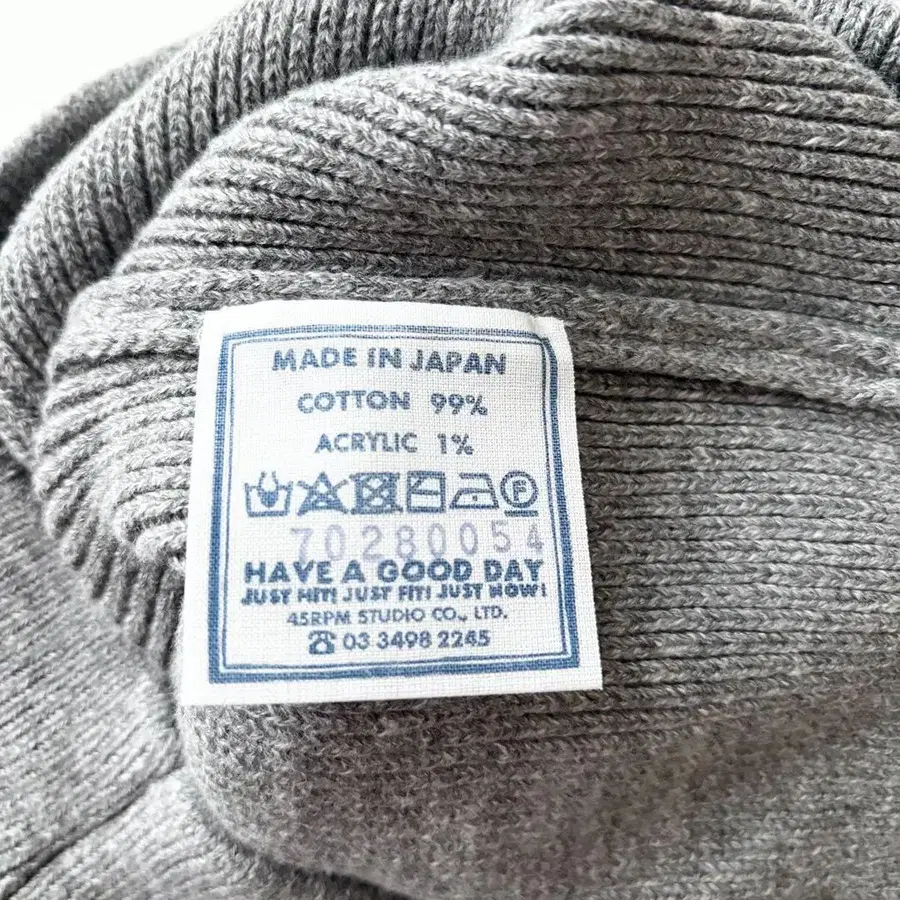 MADE IN JAPAN
COTTON 99%
ACRYLIC 1%
F
70280054
HAVE A GOOD DAY
JUST HIT! JUST FIT! JUST NOW!
45RPM STUDIO CO., LTD.
☎ 03 3498 2245